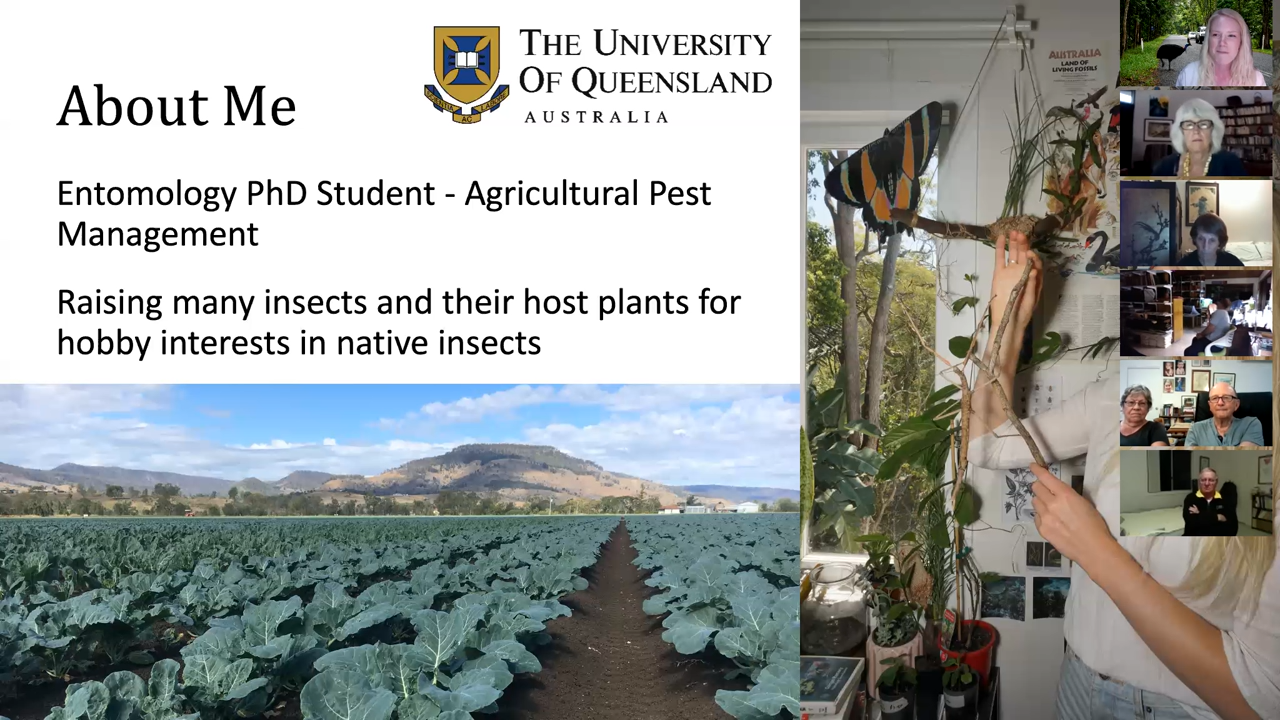 THE UNIVERSITY
OF QUEENSLAND
AUSTRALIA
About Me
Entomology PhD Student - Agricultural Pest
Management
Raising many insects and their host plants for
hobby interests in native insects
AUSTRALIA
LAND OF
LIVING FOSSILS